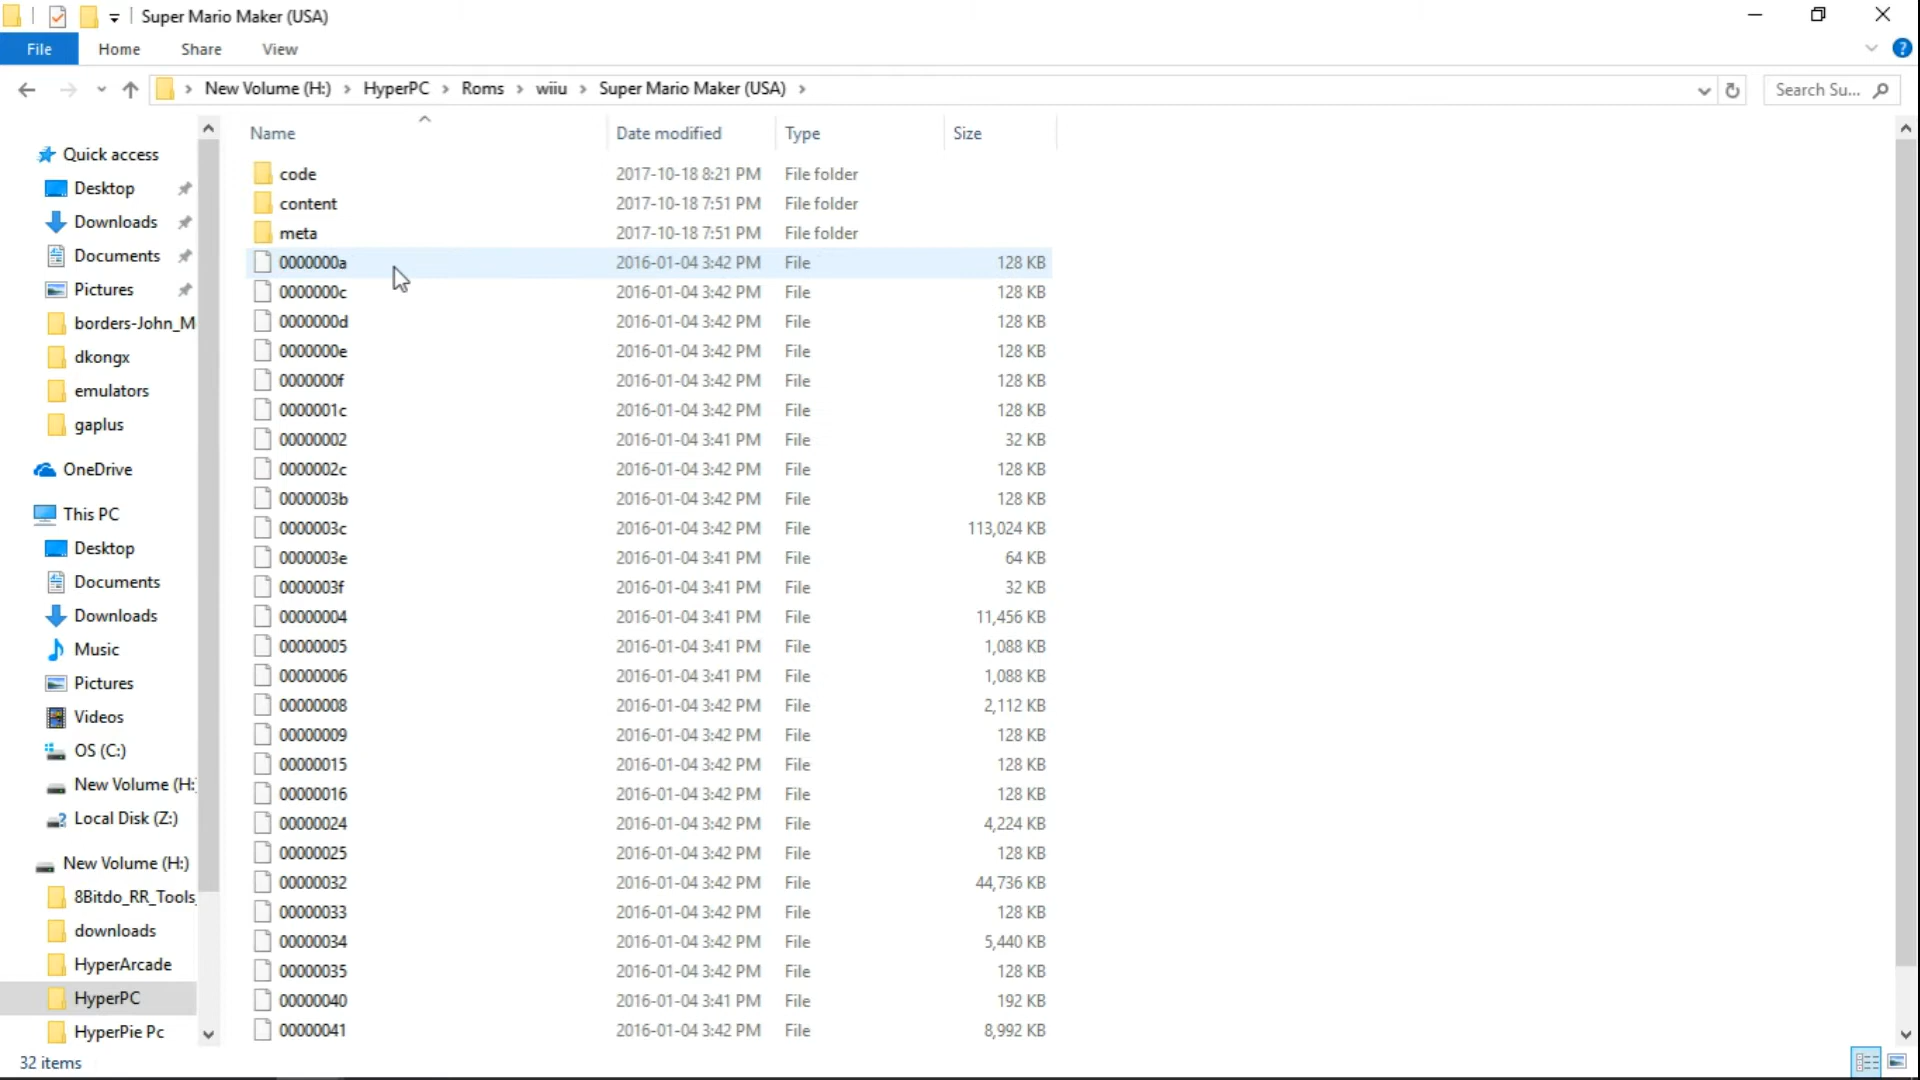 Super Mario Maker (USA)
File Home Share View
New Volume (H:) HyperPC Roms wiiu Super Mario Maker (USA) Search Su...
Name Date modified Type Size
Quick access
Desktop
Downloads
Documents
Pictures
borders-John_M
dkongx
emulators
gaplus
OneDrive
This PC
Desktop
Documents
Downloads
Music
Pictures
Videos
OS (C:)
New Volume (H:
Local Disk (Z:)
New Volume (H:)
8Bitdo_RR_Tools_
downloads
HyperArcade
HyperPC
HyperPie Pc
code 2017-10-18 8:21 PM File folder
content 2017-10-18 7:51 PM File folder
meta 2017-10-18 7:51 PM File folder
0000000a 2016-01-04 3:42 PM File 128 KB
0000000c 2016-01-04 3:42 PM File 128 KB
0000000d 2016-01-04 3:42 PM File 128 KB
0000000e 2016-01-04 3:42 PM File 128 KB
0000000f 2016-01-04 3:42 PM File 128 KB
0000001c 2016-01-04 3:42 PM File 128 KB
00000002 2016-01-04 3:41 PM File 32 KB
0000002c 2016-01-04 3:42 PM File 128 KB
0000003b 2016-01-04 3:42 PM File 128 KB
0000003c 2016-01-04 3:42 PM File 113,024 KB
0000003e 2016-01-04 3:41 PM File 64 KB
0000003f 2016-01-04 3:41 PM File 32 KB
00000004 2016-01-04 3:41 PM File 11,456 KB
00000005 2016-01-04 3:41 PM File 1,088 KB
00000006 2016-01-04 3:41 PM File 1,088 KB
00000008 2016-01-04 3:42 PM File 2,112 KB
00000009 2016-01-04 3:42 PM File 128 KB
00000015 2016-01-04 3:42 PM File 128 KB
00000016 2016-01-04 3:42 PM File 128 KB
00000024 2016-01-04 3:42 PM File 4,224 KB
00000025 2016-01-04 3:42 PM File 128 KB
00000032 2016-01-04 3:42 PM File 44,736 KB
00000033 2016-01-04 3:42 PM File 128 KB
00000034 2016-01-04 3:42 PM File 5,440 KB
00000035 2016-01-04 3:42 PM File 128 KB
00000040 2016-01-04 3:41 PM File 192 KB
00000041 2016-01-04 3:42 PM File 8,992 KB
32 items